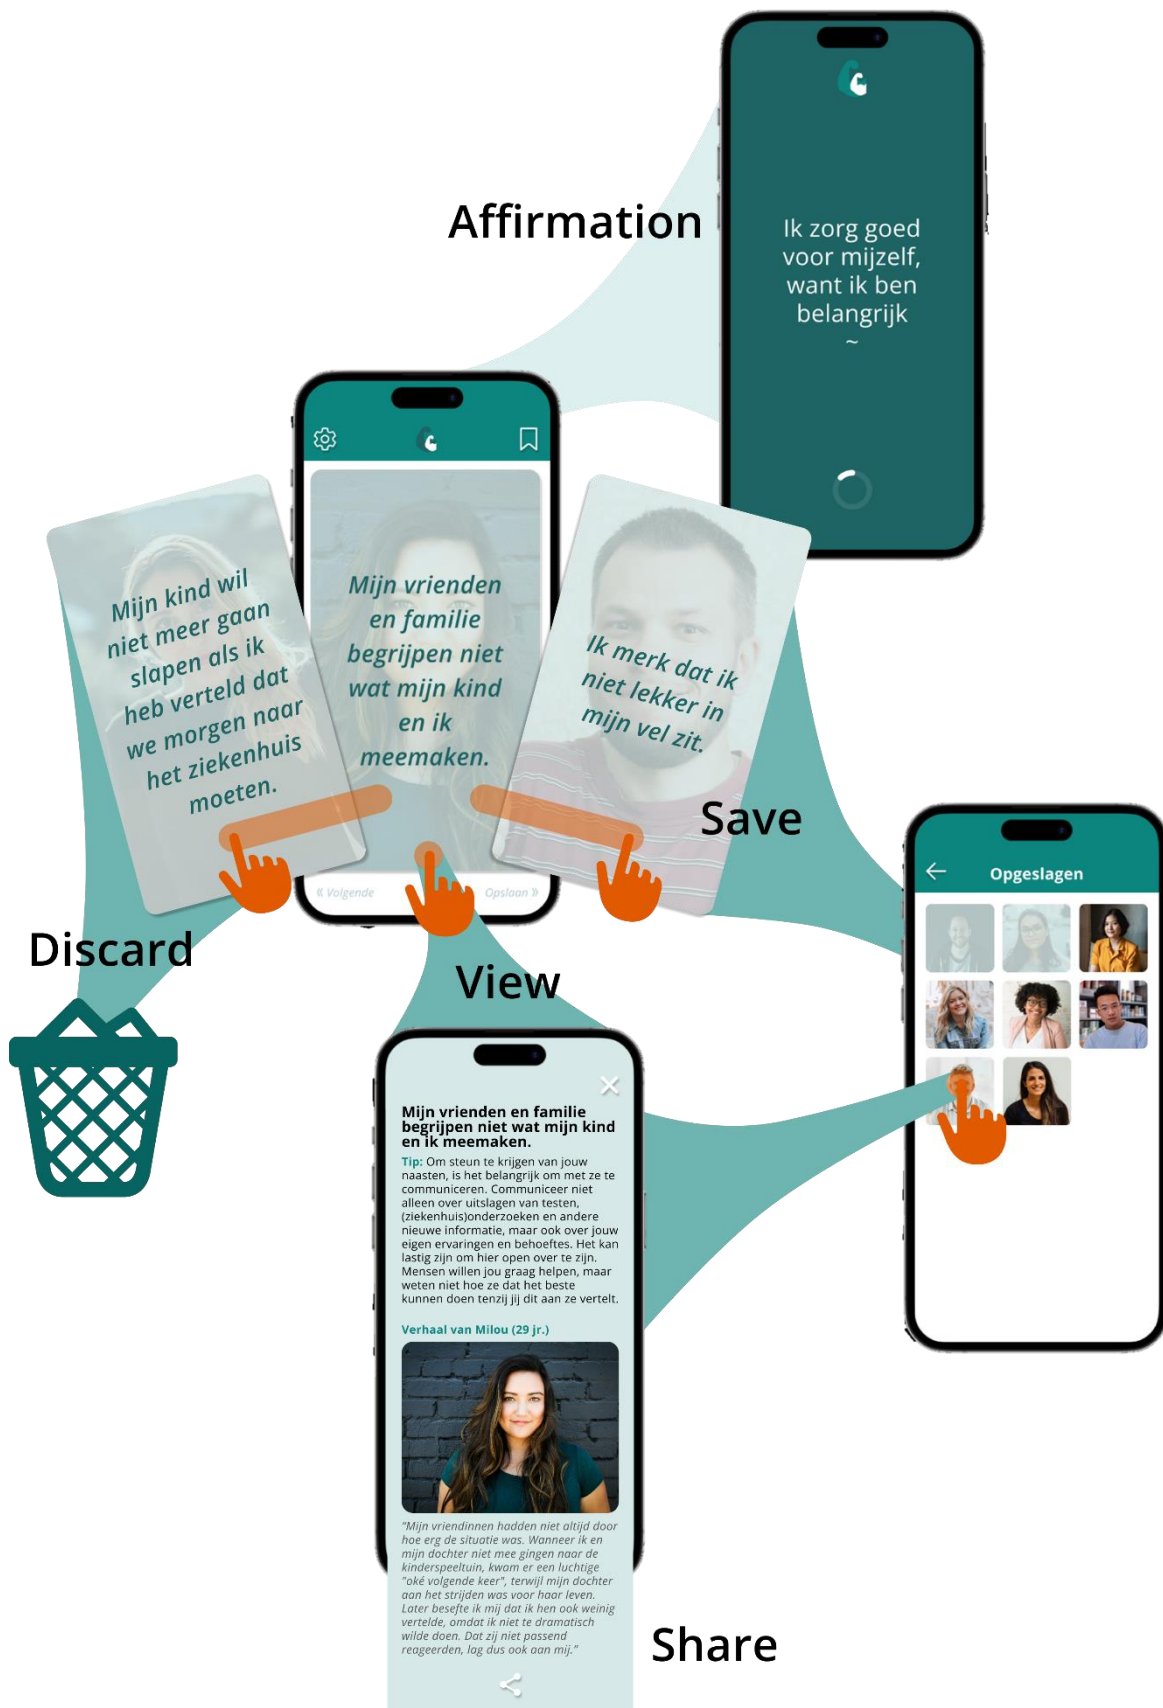 Affirmation
Ik zorg goed
voor mijzelf,
want ik ben
belangrijk
~
Mijn kind wil
niet meer gaan
slapen als ik
heb verteld dat
we morgen naar
het ziekenhuis
moeten.
Mijn vrienden
en familie
begrijpen niet
wat mijn kind
en ik
meemaken.
Ik merk dat ik
niet lekker in
mijn vel zit.
« Volgende
Opslaan »
Save
Discard
View
Opgeslagen
Mijn vrienden en familie
begrijpen niet wat mijn kind
en ik meemaken.
Tip: Om steun te krijgen van jouw
naasten, is het belangrijk om met ze te
communiceren. Communiceer niet
alleen over uitslagen van testen,
(ziekenhuis)onderzoeken en andere
nieuwe informatie, maar ook over jouw
eigen ervaringen en behoeftes. Het kan
lastig zijn om hier open over te zijn.
Mensen willen jou graag helpen, maar
weten niet hoe ze dat het beste
kunnen doen tenzij jij dit aan ze vertelt.
Verhaal van Milou (29 jr.)
"Mijn vriendinnen hadden niet altijd door
hoe erg de situatie was. Wanneer ik en
mijn dochter niet mee gingen naar de
kinderspeeltuin, kwam er een luchtige
"oké volgende keer", terwijl mijn dochter
aan het strijden was voor haar leven.
Later besefte ik mij dat ik hen ook weinig
vertelde, omdat ik niet te dramatisch
wilde doen. Dat zij niet passend
reageerden, lag dus ook aan mij."
Share